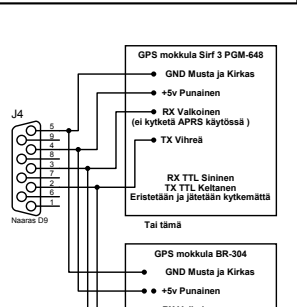 GPS mokkula Sirf 3 PGM-648
GND Musta ja Kirkas
+5v Punainen
RX Valkoinen
(ei kytketä APRS käytössä )
TX Vihreä
RX TTL Sininen
TX TTL Keltanen
Eristetään ja jätetään kytkemättä
J4
5
9
4
8
3
7
2
6
1
Naaras D9
Tai tämä
GPS mokkula BR-304
GND Musta ja Kirkas
+5v Punainen